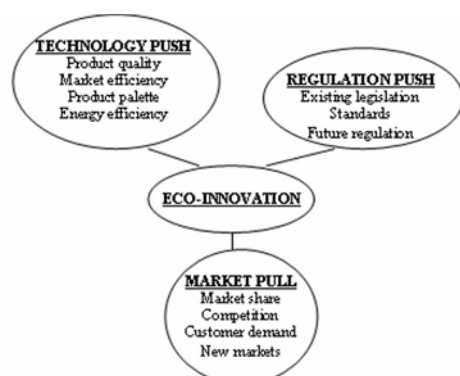 TECHNOLOGY PUSH
Product quality
Market efficiency
Product palette
Energy efficiency
REGULATION PUSH
Existing legislation
Standards
Future regulation
ECO-INNOVATION
MARKET PULL
Market share
Competition
Customer demand
New markets